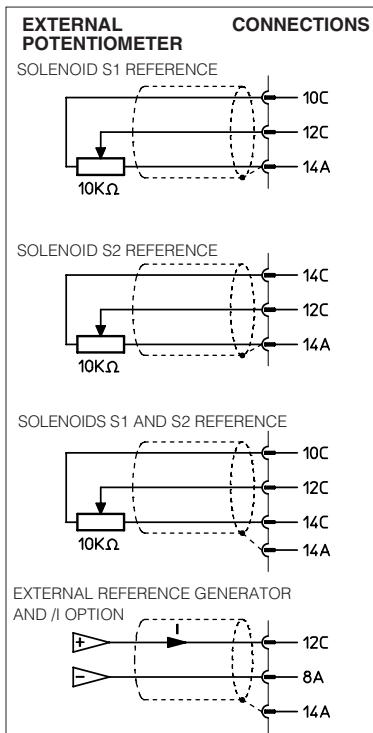 EXTERNAL POTENTIOMETER
CONNECTIONS
SOLENOID S1 REFERENCE
10C
12C
14A
10KΩ
SOLENOID S2 REFERENCE
14C
12C
14A
10KΩ
SOLENOIDS S1 AND S2 REFERENCE
10C
12C
14C
10KΩ
14A
EXTERNAL REFERENCE GENERATOR
AND /I OPTION
+
I
12C
−
8A
14A